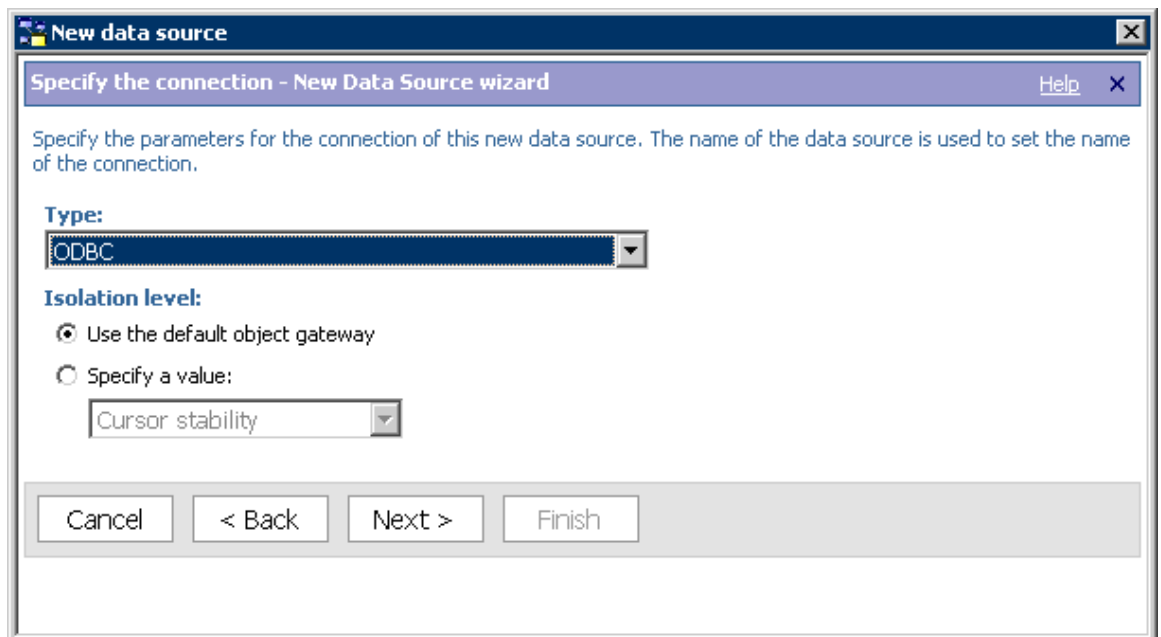 New data source
Specify the connection - New Data Source wizard Help
Specify the parameters for the connection of this new data source. The name of the data source is used to set the name
of the connection.
Type:
ODBC
Isolation level:
Use the default object gateway
Specify a value:
Cursor stability
Cancel < Back Next > Finish